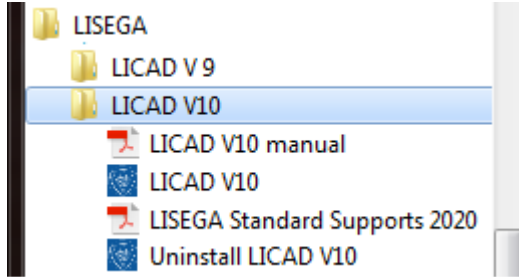 LISEGA
LICAD V 9
LICAD V10
LICAD V10 manual
LICAD V10
LISEGA Standard Supports 2020
Uninstall LICAD V10